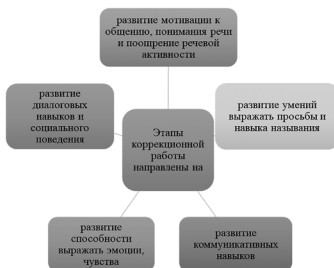 развитие мотивации к
общению, понимания речи
и поощрение речевой
активности
развитие
диалоговых
навыков и
социального
поведения
Этапы
коррекционной
работы
направлены на
развитие умений
выражать просьбы и
навыка называния
развитие
способности
выражать эмоции,
чувства
развитие
коммуникативных
навыков